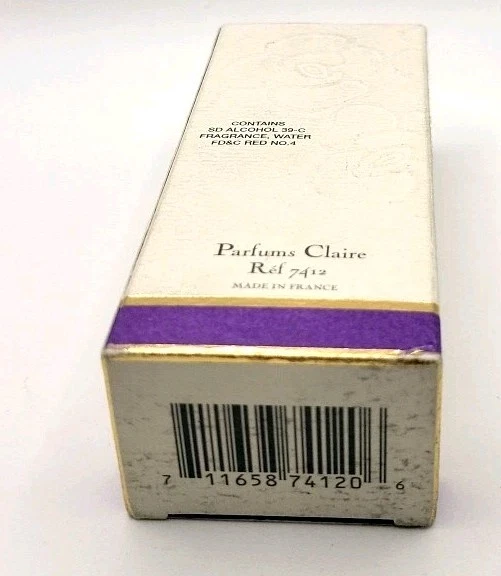 CONTAINS
SD ALCOHOL 39-C
FRAGRANCE, WATER
FD&C RED NO.4
Parfums Claire
Réf 7412
MADE IN FRANCE
7 11658 74120 6